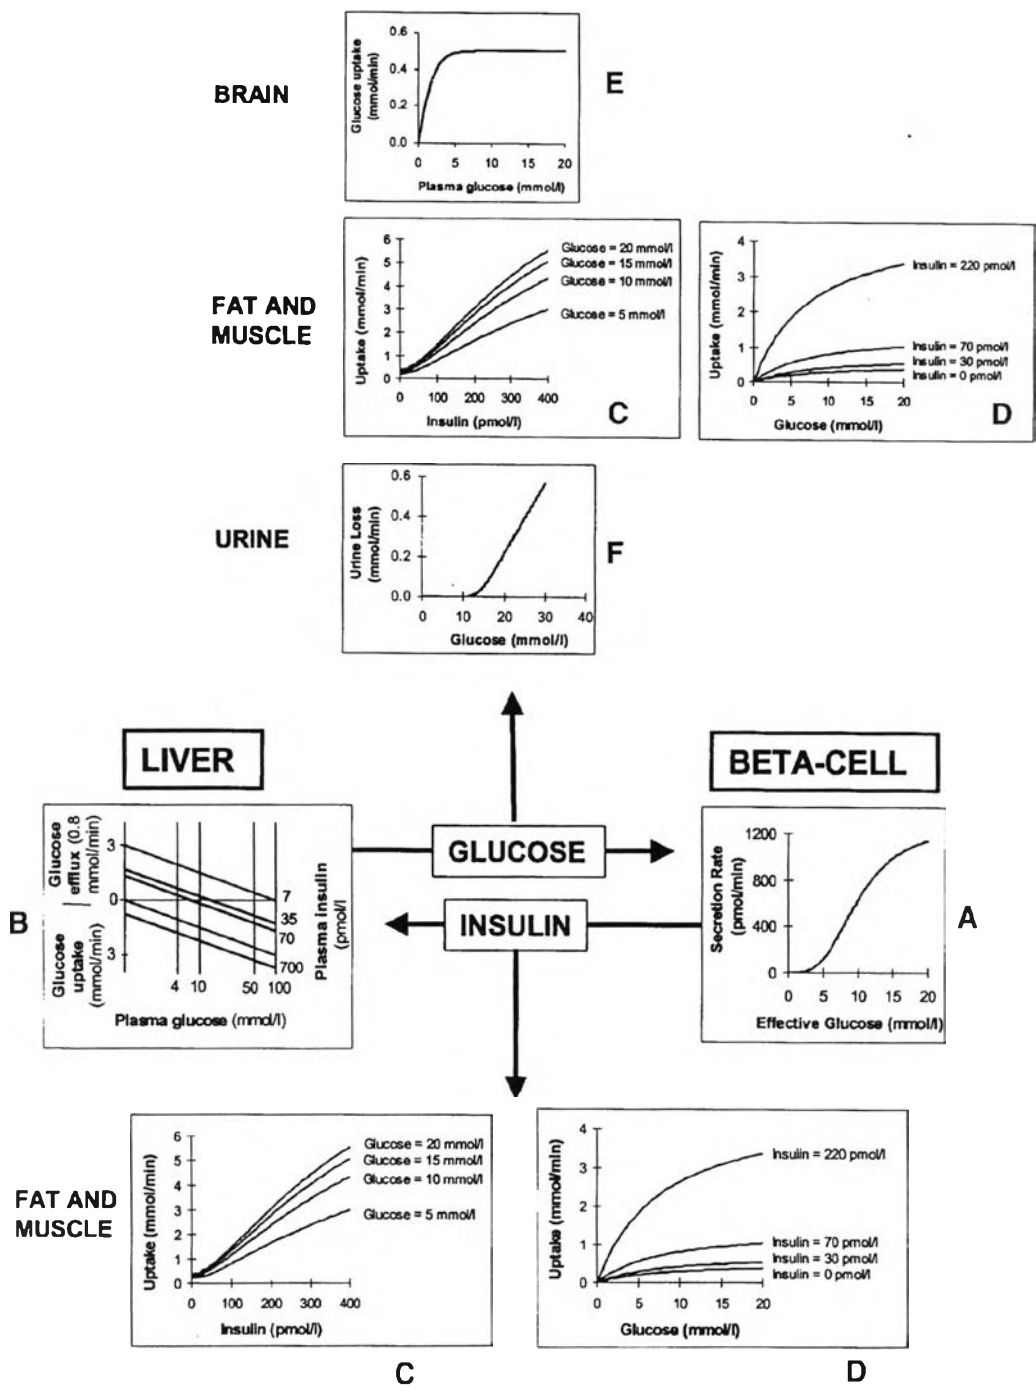 BRAIN
Glucose uptake
(mmol/min)
0.6
0.4
0.2
0.0
0 5 10 15 20
Plasma glucose (mmol/l)
E
FAT AND
MUSCLE
Uptake (mmol/min)
6
5
4
3
2
1
0
0 100 200 300 400
Insulin (pmol/l)
Glucose = 20 mmol/l
Glucose = 15 mmol/l
Glucose = 10 mmol/l
Glucose = 5 mmol/l
C
Uptake (mmol/min)
4
3
2
1
0
0 5 10 15 20
Glucose (mmol/l)
Insulin = 220 pmol/l
Insulin = 70 pmol/l
Insulin = 30 pmol/l
Insulin = 0 pmol/l
D
URINE
Urine Loss
(mmol/min)
0.6
0.4
0.2
0.0
0 10 20 30 40
Glucose (mmol/l)
F
LIVER
BETA-CELL
B
Glucose
efflux (0.8
mmol/min)
Glucose
uptake
(mmol/min)
3
0
3
4 10 50 100
Plasma glucose (mmol/l)
7
35
70
700
Plasma insulin
pmol/l
GLUCOSE
INSULIN
Secretion Rate
(pmol/min)
1200
800
400
0
0 5 10 15 20
Effective Glucose (mmol/l)
A
FAT AND
MUSCLE
Uptake (mmol/min)
6
5
4
3
2
1
0
0 100 200 300 400
Insulin (pmol/l)
Glucose = 20 mmol/l
Glucose = 15 mmol/l
Glucose = 10 mmol/l
Glucose = 5 mmol/l
C
Uptake (mmol/min)
4
3
2
1
0
0 5 10 15 20
Glucose (mmol/l)
Insulin = 220 pmol/l
Insulin = 70 pmol/l
Insulin = 30 pmol/l
Insulin = 0 pmol/l
D